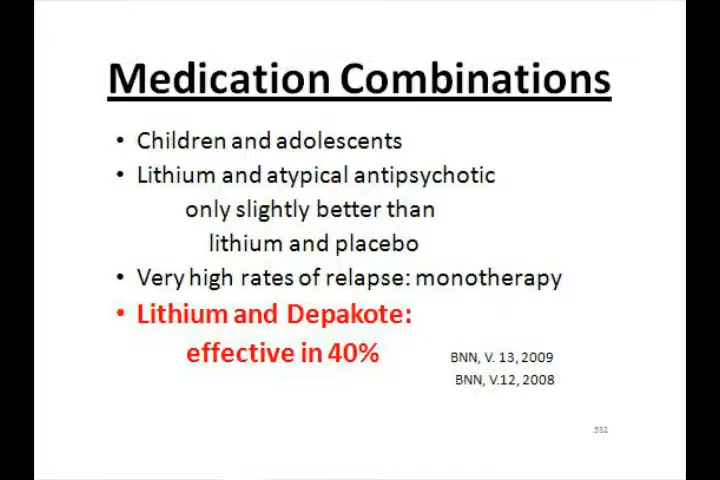 Medication Combinations
• Children and adolescents
• Lithium and atypical antipsychotic
only slightly better than
lithium and placebo
• Very high rates of relapse: monotherapy
• Lithium and Depakote:
effective in 40%
BNN, V. 13, 2009
BNN, V.12, 2008
532